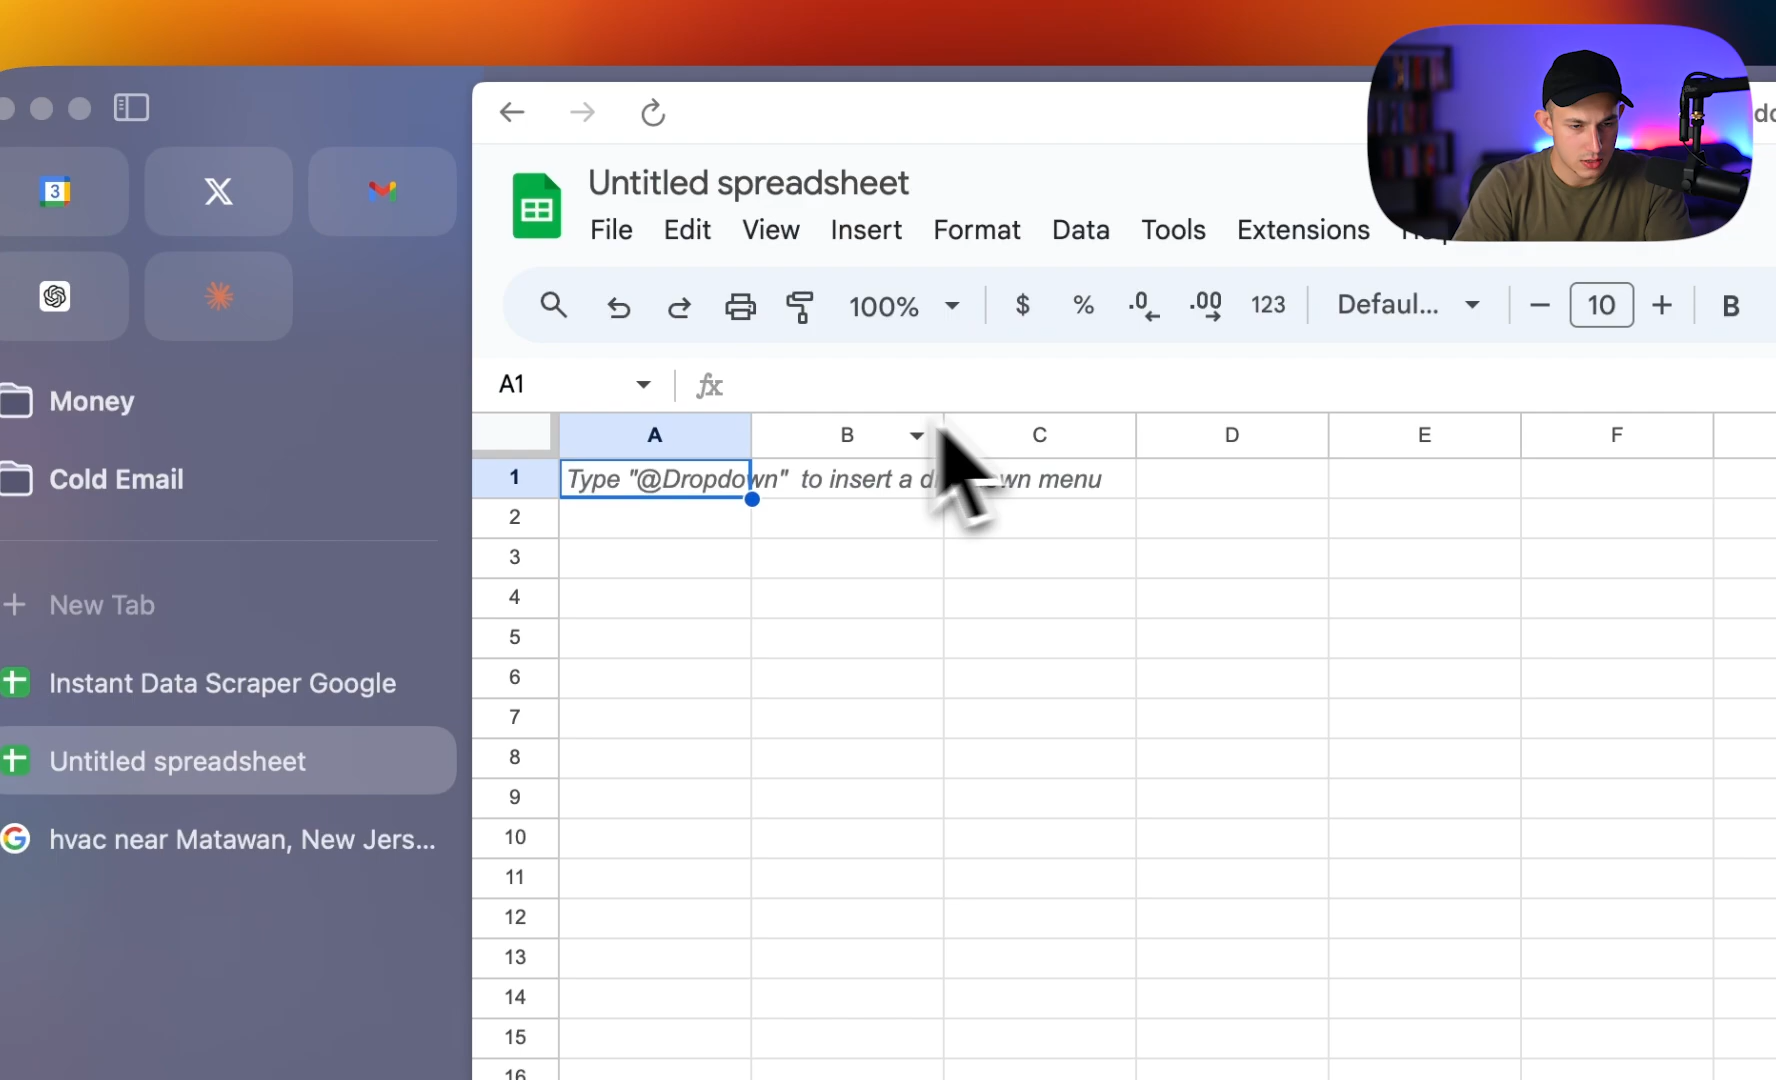 3
Money
Cold Email
New Tab
Instant Data Scraper Google
Untitled spreadsheet
hvac near Matawan, New Jers...
Untitled spreadsheet
File Edit View Insert Format Data Tools Extensions
100% $ % .0 .00 123 Defaul... 10 B
A1 fx
A B C D E F
1 Type "@Dropdown" to insert a dropdown menu
2
3
4
5
6
7
8
9
10
11
12
13
14
15
16